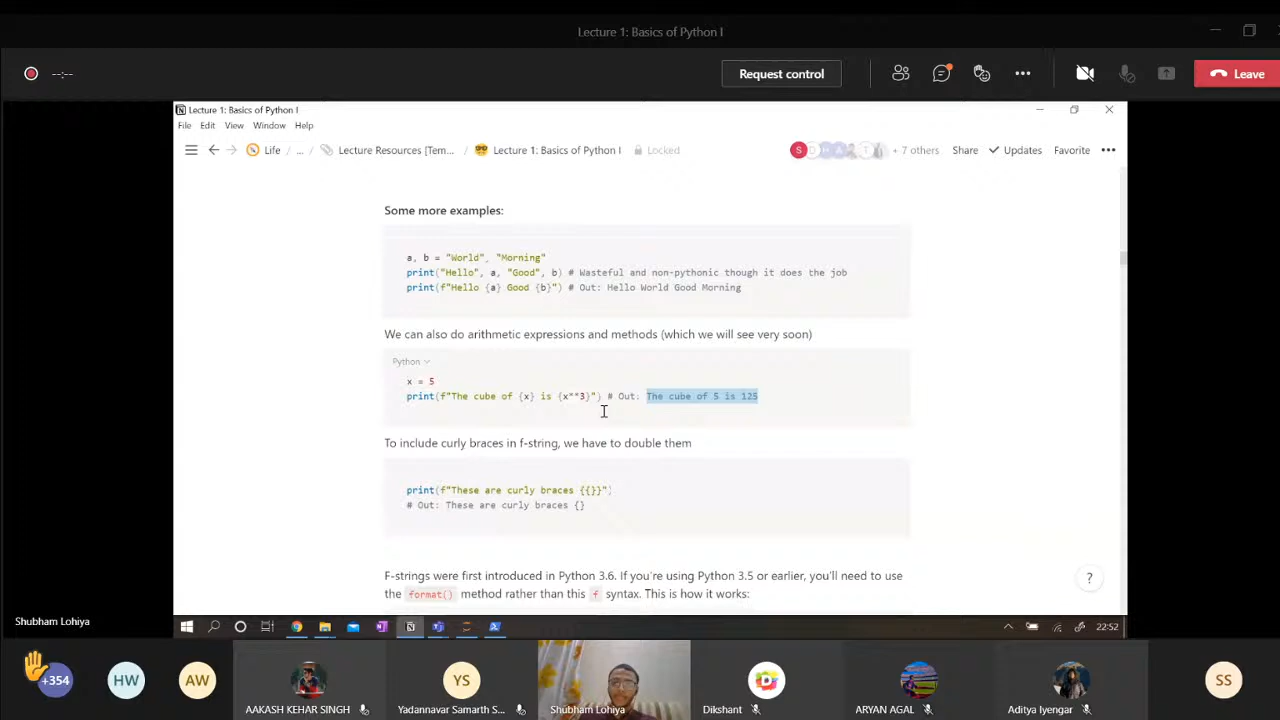 Lecture 1: Basics of Python I
--:--
Request control
Leave
Lecture 1: Basics of Python I
File Edit View Window Help
Life / ... / Lecture Resources [Tem... / Lecture 1: Basics of Python I Locked
S + 7 others Share Updates Favorite
Some more examples:
a, b = "World", "Morning"
print("Hello", a, "Good", b) # Wasteful and non-pythonic though it does the job
print(f"Hello {a} Good {b}") # Out: Hello World Good Morning
We can also do arithmetic expressions and methods (which we will see very soon)
Python
x = 5
print(f"The cube of {x} is {x**3}") # Out: The cube of 5 is 125
To include curly braces in f-string, we have to double them
print(f"These are curly braces {{}}")
# Out: These are curly braces {}
F-strings were first introduced in Python 3.6. If you're using Python 3.5 or earlier, you'll need to use
the format() method rather than this f syntax. This is how it works:
?
Shubham Lohiya
22:52
+354
HW
AW
AAKASH KEHAR SINGH
YS
Yadannavar Samarth S...
Shubham Lohiya
Dikshant
ARYAN AGAL
Aditya Iyengar
SS